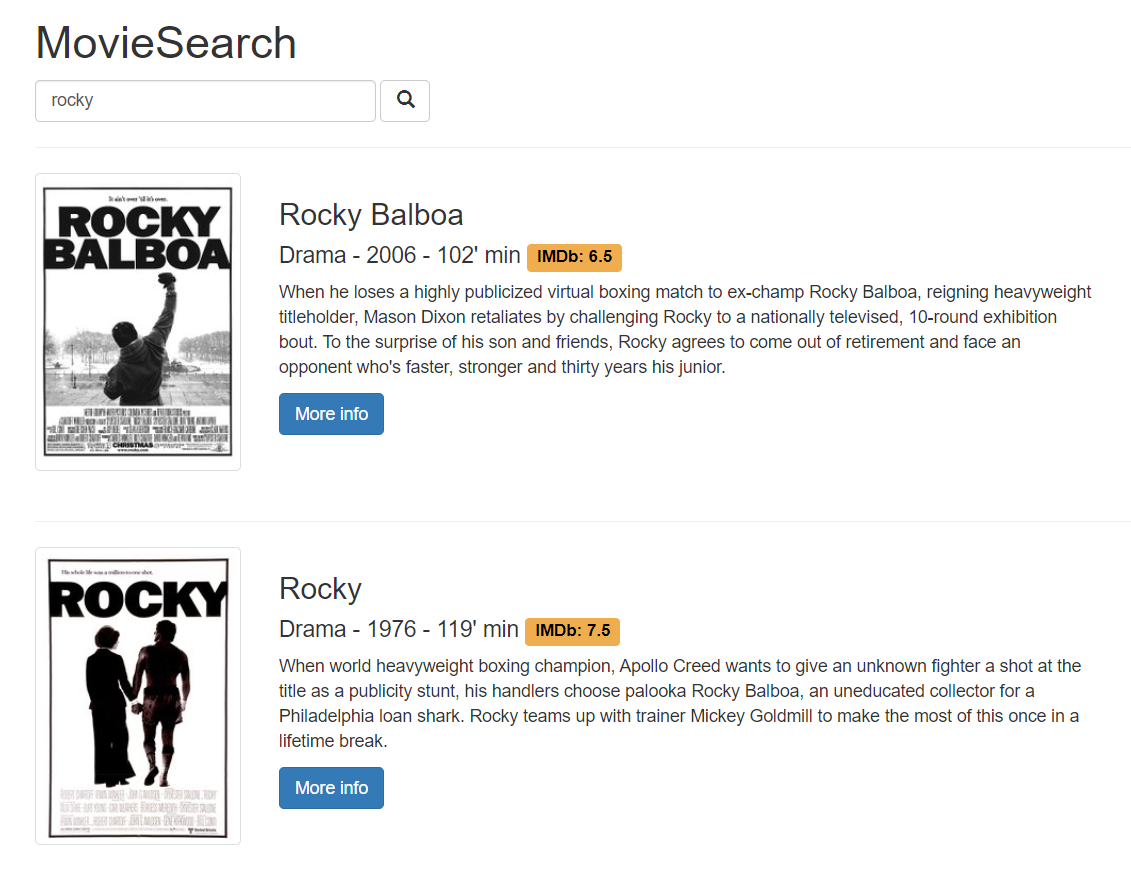 MovieSearch
rocky
It ain't over 'til it's over.
ROCKY
BALBOA
CHRISTMAS
www.rocky.com
Rocky Balboa
Drama - 2006 - 102' min IMDb: 6.5
When he loses a highly publicized virtual boxing match to ex-champ Rocky Balboa, reigning heavyweight
titleholder, Mason Dixon retaliates by challenging Rocky to a nationally televised, 10-round exhibition
bout. To the surprise of his son and friends, Rocky agrees to come out of retirement and face an
opponent who's faster, stronger and thirty years his junior.
More info
His whole life was a million-to-one shot.
ROCKY
Rocky
Drama - 1976 - 119' min IMDb: 7.5
When world heavyweight boxing champion, Apollo Creed wants to give an unknown fighter a shot at the
title as a publicity stunt, his handlers choose palooka Rocky Balboa, an uneducated collector for a
Philadelphia loan shark. Rocky teams up with trainer Mickey Goldmill to make the most of this once in a
lifetime break.
More info